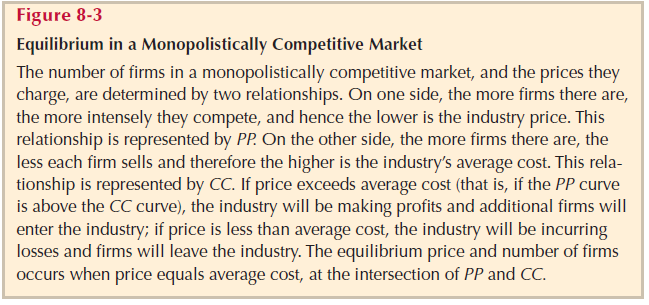 Figure 8-3
Equilibrium in a Monopolistically Competitive Market
The number of firms in a monopolistically competitive market, and the prices they
charge, are determined by two relationships. On one side, the more firms there are,
the more intensely they compete, and hence the lower is the industry price. This
relationship is represented by PP. On the other side, the more firms there are, the
less each firm sells and therefore the higher is the industry’s average cost. This rela-
tionship is represented by CC. If price exceeds average cost (that is, if the PP curve
is above the CC curve), the industry will be making profits and additional firms will
enter the industry; if price is less than average cost, the industry will be incurring
losses and firms will leave the industry. The equilibrium price and number of firms
occurs when price equals average cost, at the intersection of PP and CC.